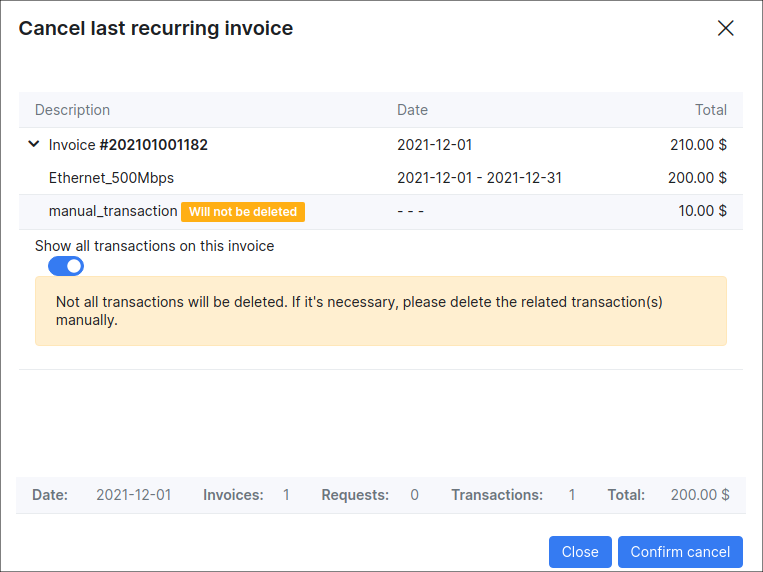 Cancel last recurring invoice
Description Date Total
Invoice #202101001182 2021-12-01 210.00 $
Ethernet_500Mbps 2021-12-01 - 2021-12-31 200.00 $
manual_transaction Will not be deleted - - - 10.00 $
Show all transactions on this invoice
Not all transactions will be deleted. If it's necessary, please delete the related transaction(s)
manually.
Date: 2021-12-01 Invoices: 1 Requests: 0 Transactions: 1 Total: 200.00 $
Close Confirm cancel